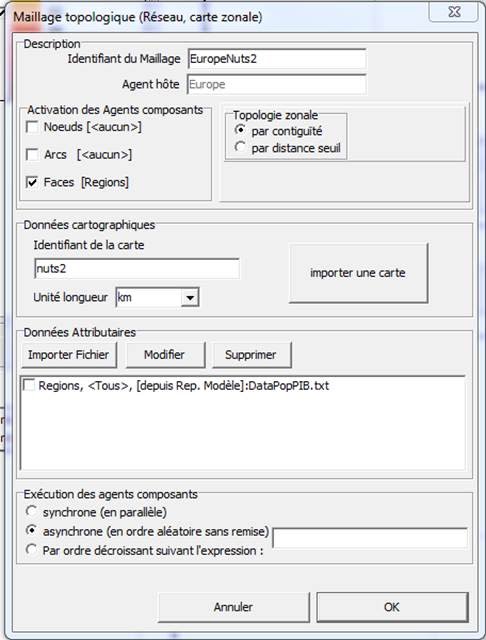 Maillage topologique (Réseau, carte zonale)
Description
Identifiant du Maillage EuropeNuts2
Agent hôte Europe
Activation des Agents composants
Noeuds [<aucun>]
Arcs [<aucun>]
Faces [Regions]
Topologie zonale
par contiguïté
par distance seuil
Données cartographiques
Identifiant de la carte
nuts2
Unité longueur km
importer une carte
Données Attributaires
Importer Fichier Modifier Supprimer
Regions, <Tous>, [depuis Rep. Modèle]:DataPopPIB.txt
Exécution des agents composants
synchrone (en parallèle)
asynchrone (en ordre aléatoire sans remise)
Par ordre décroissant suivant l'expression :
Annuler OK